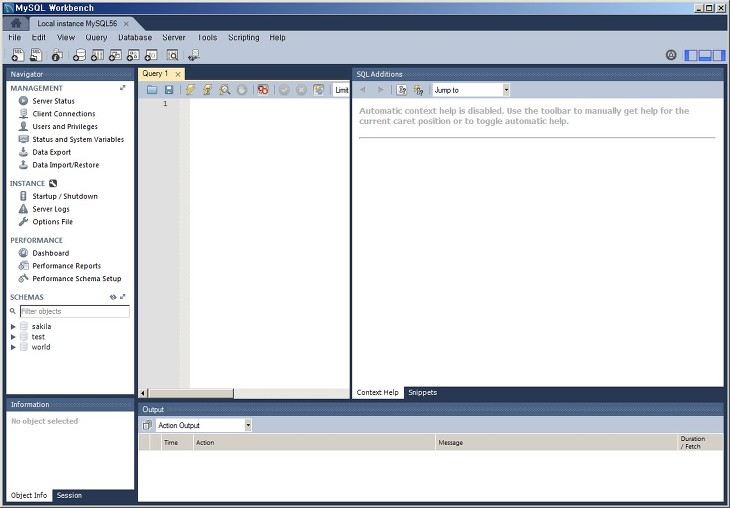 MySQL Workbench
Local instance MySQL56
File Edit View Query Database Server Tools Scripting Help
Navigator
MANAGEMENT
Server Status
Client Connections
Users and Privileges
Status and System Variables
Data Export
Data Import/Restore
INSTANCE
Startup / Shutdown
Server Logs
Options File
PERFORMANCE
Dashboard
Performance Reports
Performance Schema Setup
SCHEMAS
Filter objects
sakila
test
world
Information
No object selected
Object Info Session
Query 1
Limit
1
SQL Additions
Jump to
Automatic context help is disabled. Use the toolbar to manually get help for the
current caret position or to toggle automatic help.
Context Help Snippets
Output
Action Output
Time Action Message Duration
/ Fetch